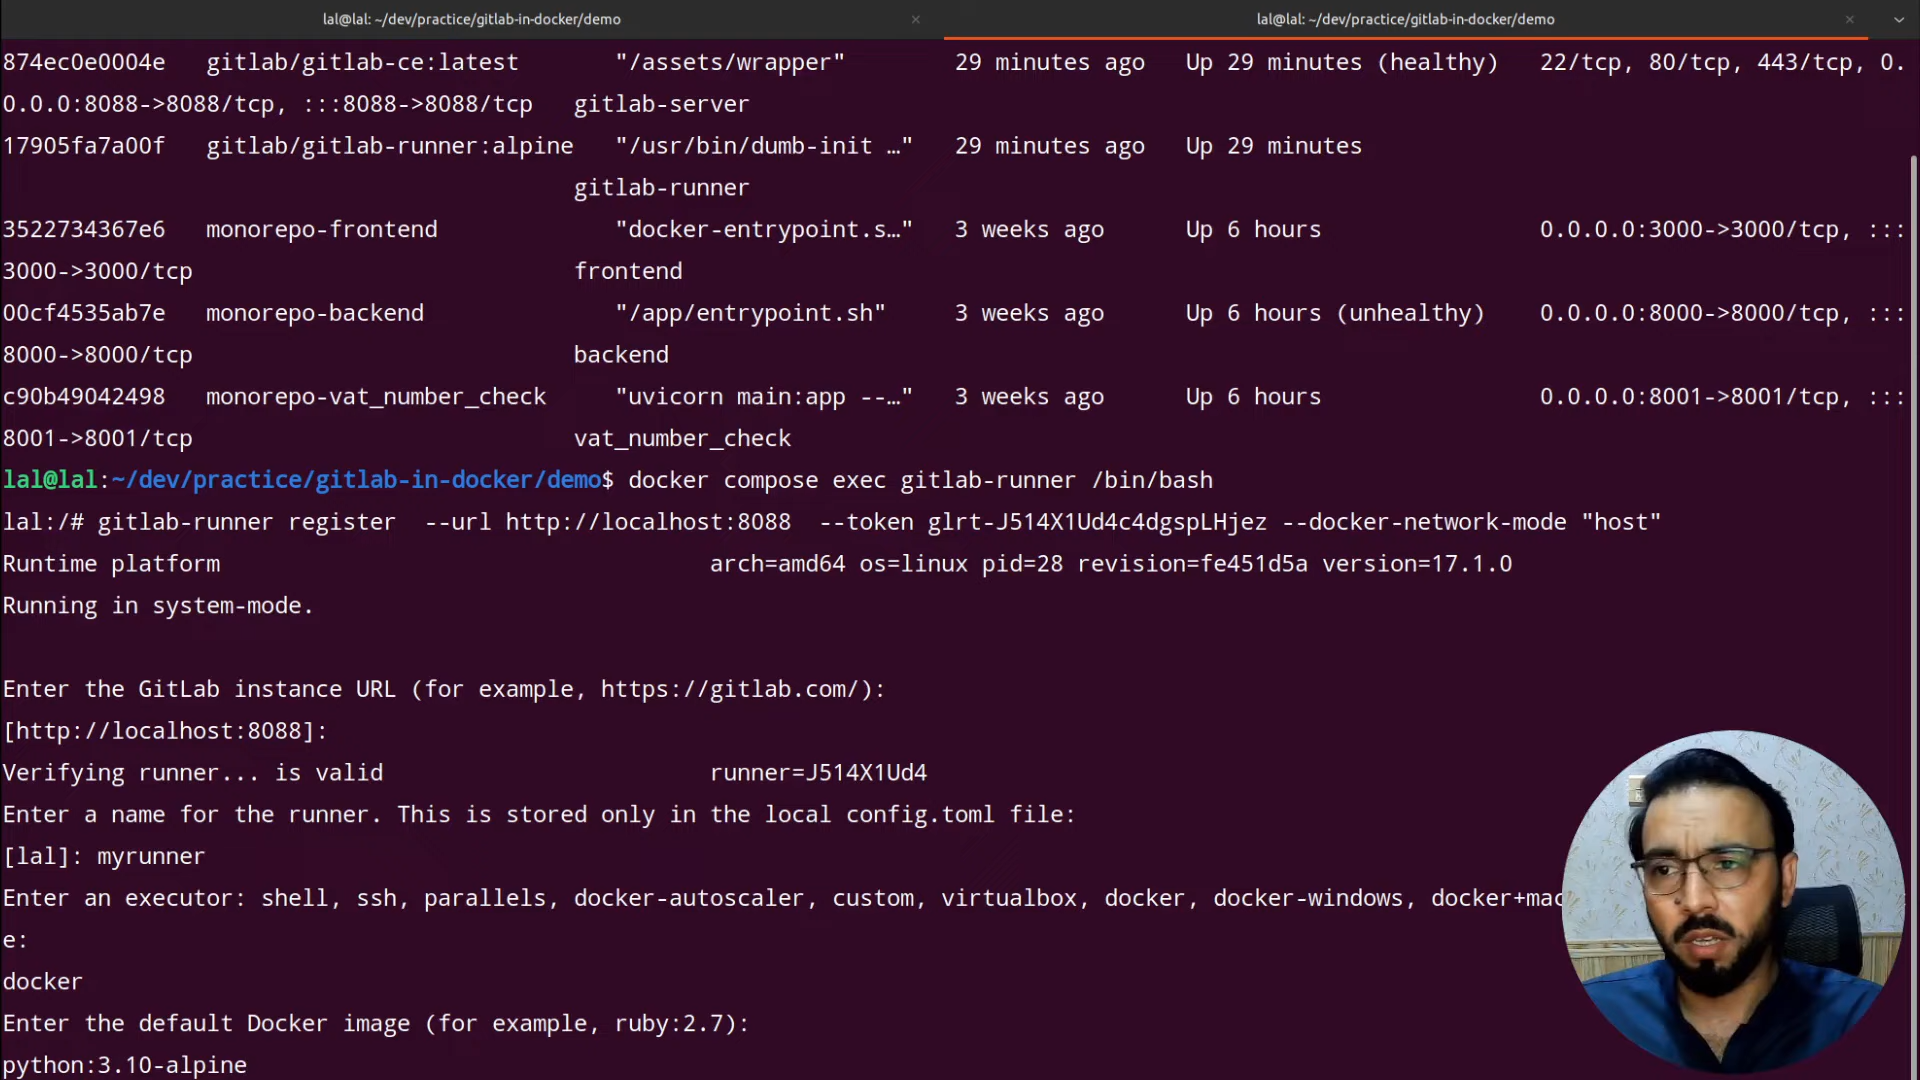 lal@lal: ~/dev/practice/gitlab-in-docker/demo × lal@lal: ~/dev/practice/gitlab-in-docker/demo ×
874ec0e0004e gitlab/gitlab-ce:latest "/assets/wrapper" 29 minutes ago Up 29 minutes (healthy) 22/tcp, 80/tcp, 443/tcp, 0.
0.0.0:8088->8088/tcp, :::8088->8088/tcp gitlab-server
17905fa7a00f gitlab/gitlab-runner:alpine "/usr/bin/dumb-init …" 29 minutes ago Up 29 minutes
gitlab-runner
3522734367e6 monorepo-frontend "docker-entrypoint.s…" 3 weeks ago Up 6 hours 0.0.0.0:3000->3000/tcp, :::
3000->3000/tcp frontend
00cf4535ab7e monorepo-backend "/app/entrypoint.sh" 3 weeks ago Up 6 hours (unhealthy) 0.0.0.0:8000->8000/tcp, :::
8000->8000/tcp backend
c90b49042498 monorepo-vat_number_check "uvicorn main:app --…" 3 weeks ago Up 6 hours 0.0.0.0:8001->8001/tcp, :::
8001->8001/tcp vat_number_check
lal@lal:~/dev/practice/gitlab-in-docker/demo$ docker compose exec gitlab-runner /bin/bash
lal:/# gitlab-runner register --url http://localhost:8088 --token glrt-J514X1Ud4c4dgspLHjez --docker-network-mode "host"
Runtime platform arch=amd64 os=linux pid=28 revision=fe451d5a version=17.1.0
Running in system-mode.
Enter the GitLab instance URL (for example, https://gitlab.com/):
[http://localhost:8088]:
Verifying runner... is valid runner=J514X1Ud4
Enter a name for the runner. This is stored only in the local config.toml file:
[lal]: myrunner
Enter an executor: shell, ssh, parallels, docker-autoscaler, custom, virtualbox, docker, docker-windows, docker+mac
e:
docker
Enter the default Docker image (for example, ruby:2.7):
python:3.10-alpine